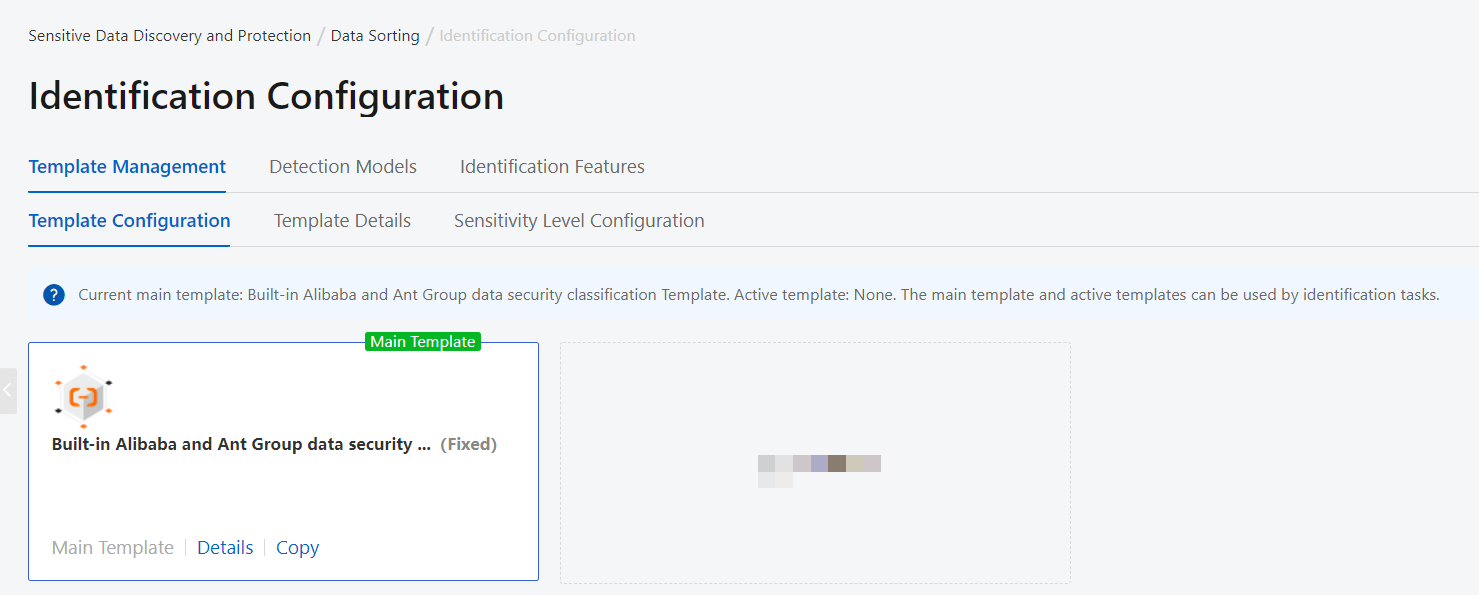 Sensitive Data Discovery and Protection / Data Sorting / Identification Configuration
Identification Configuration
Template Management Detection Models Identification Features
Template Configuration Template Details Sensitivity Level Configuration
? Current main template: Built-in Alibaba and Ant Group data security classification Template. Active template: None. The main template and active templates can be used by identification tasks.
Main Template
Built-in Alibaba and Ant Group data security ... (Fixed)
Main Template Details Copy